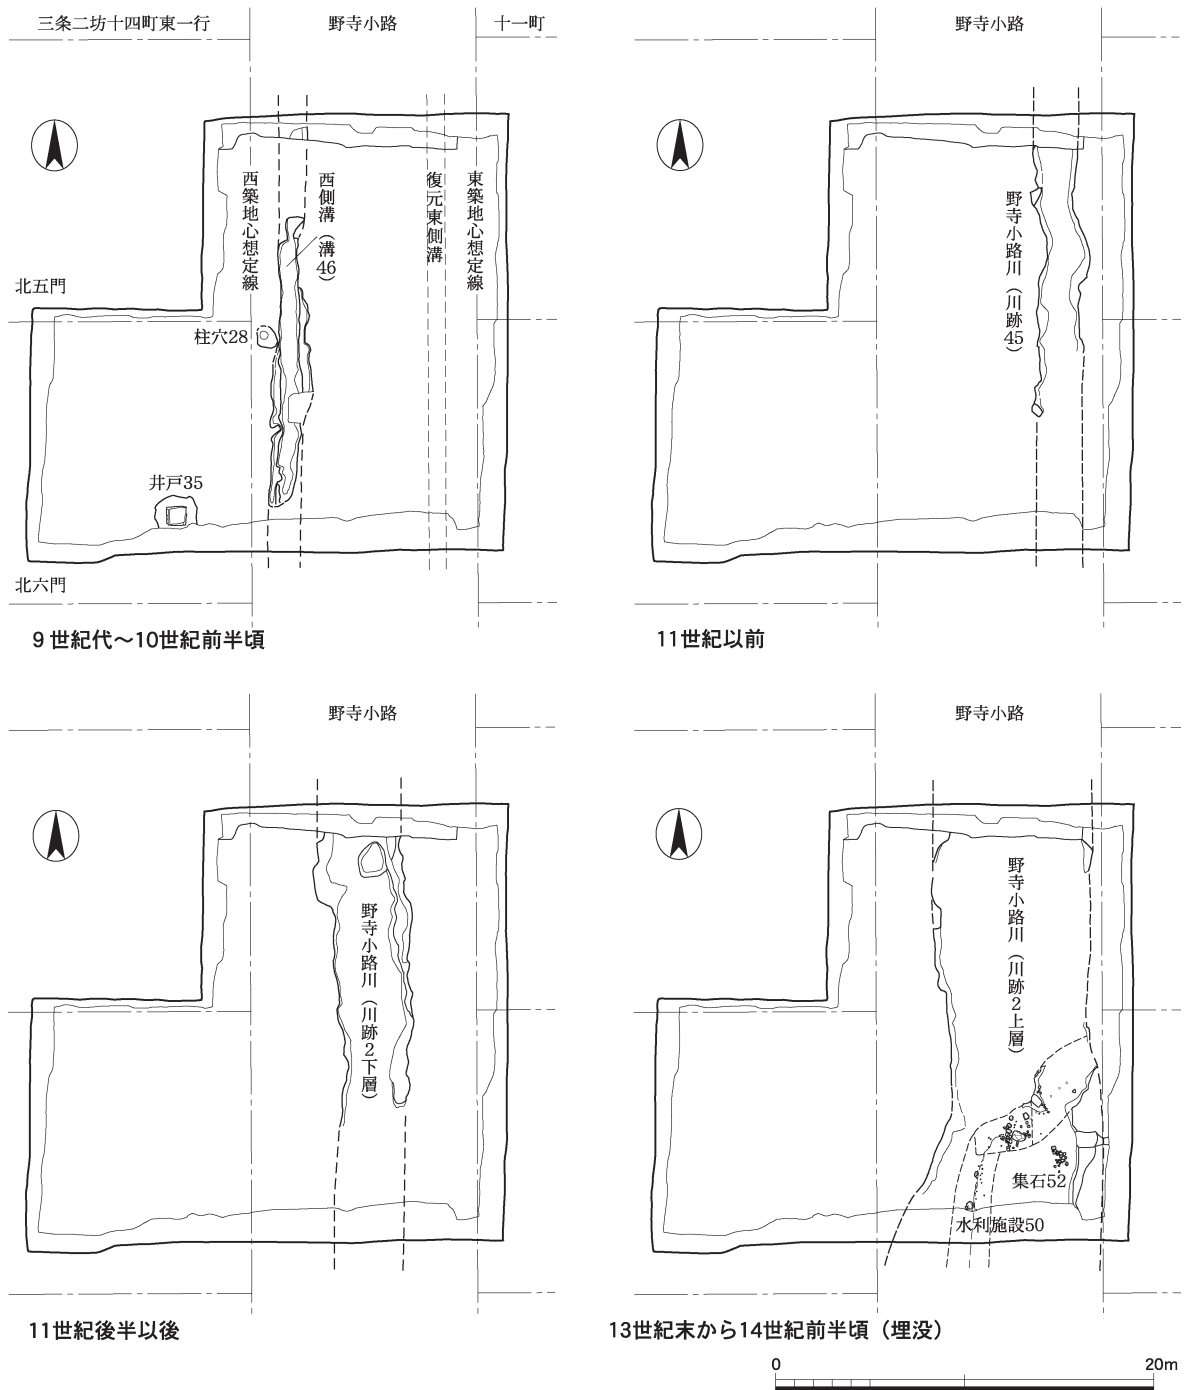 三条二坊十四町東一行
野寺小路
十一町
西築地心想定線
西側溝（溝46）
復元東側溝
東築地心想定線
北五門
柱穴28
井戸35
北六門
9世紀代～10世紀前半頃
野寺小路
野寺小路川（川跡45）
11世紀以前
野寺小路
野寺小路川（川跡2下層）
11世紀後半以後
野寺小路
野寺小路川（川跡2上層）
集石52
水利施設50
13世紀末から14世紀前半頃（埋没）
0
20m